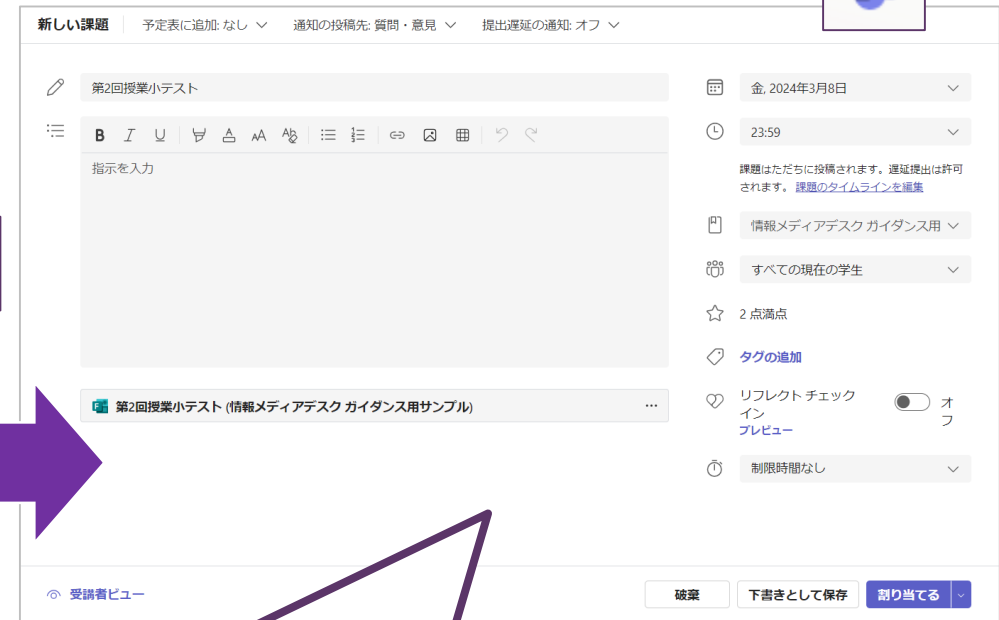 新しい課題 予定表に追加: なし 通知の投稿先: 質問・意見 提出遅延の通知: オフ
第2回授業小テスト
B I U A AA Ab
指示を入力
第2回授業小テスト (情報メディアデスク ガイダンス用サンプル)
金, 2024年3月8日
23:59
課題はただちに投稿されます。遅延提出は許可
されます。 課題のタイムラインを編集
情報メディアデスク ガイダンス用
すべての現在の学生
2 点満点
タグの追加
リフレクト チェック
イン
プレビュー
オ
フ
制限時間なし
受講者ビュー 破棄 下書きとして保存 割り当てる